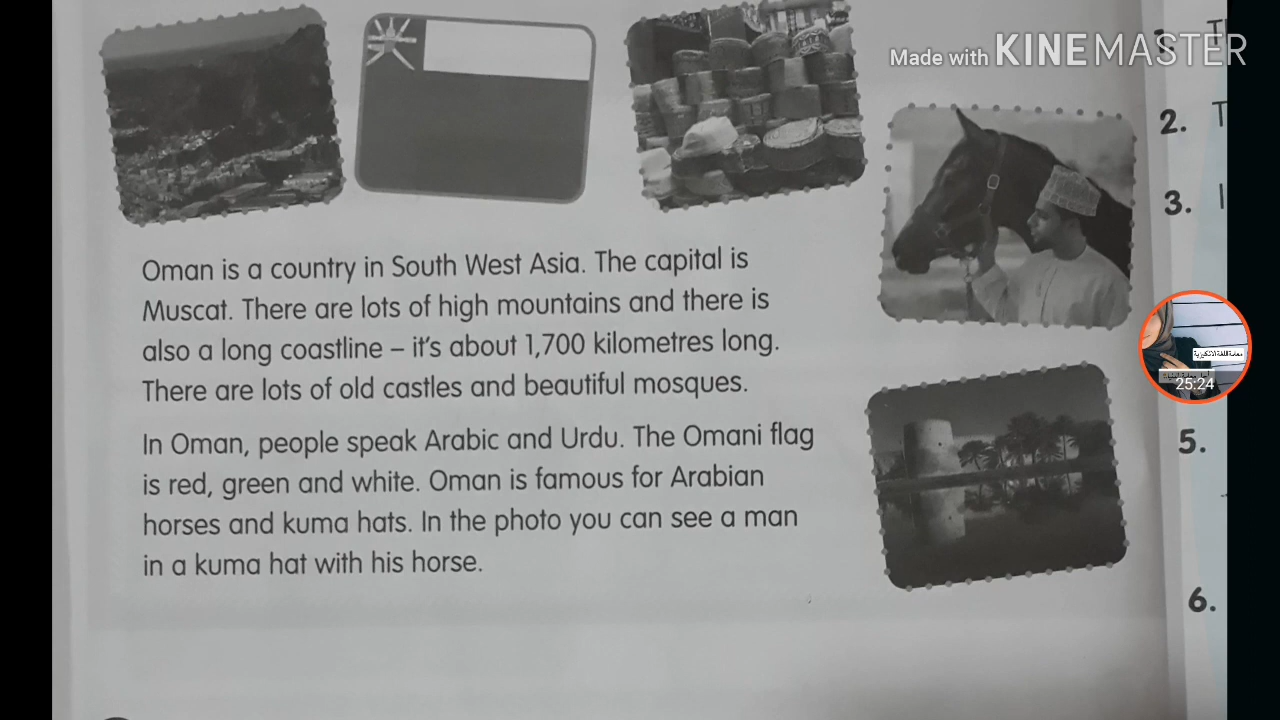 Made with KINEMASTER
2. T
3.
Oman is a country in South West Asia. The capital is
Muscat. There are lots of high mountains and there is
also a long coastline – it's about 1,700 kilometres long.
There are lots of old castles and beautiful mosques.
In Oman, people speak Arabic and Urdu. The Omani flag
is red, green and white. Oman is famous for Arabian
horses and kuma hats. In the photo you can see a man
in a kuma hat with his horse.
معلمة اللغة الانكليزية
25:24
5.
6.